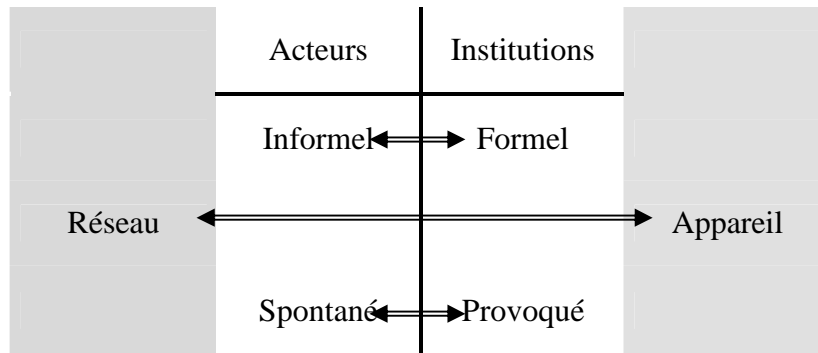 Acteurs Institutions
Informel Formel
Réseau Appareil
Spontané Provoqué